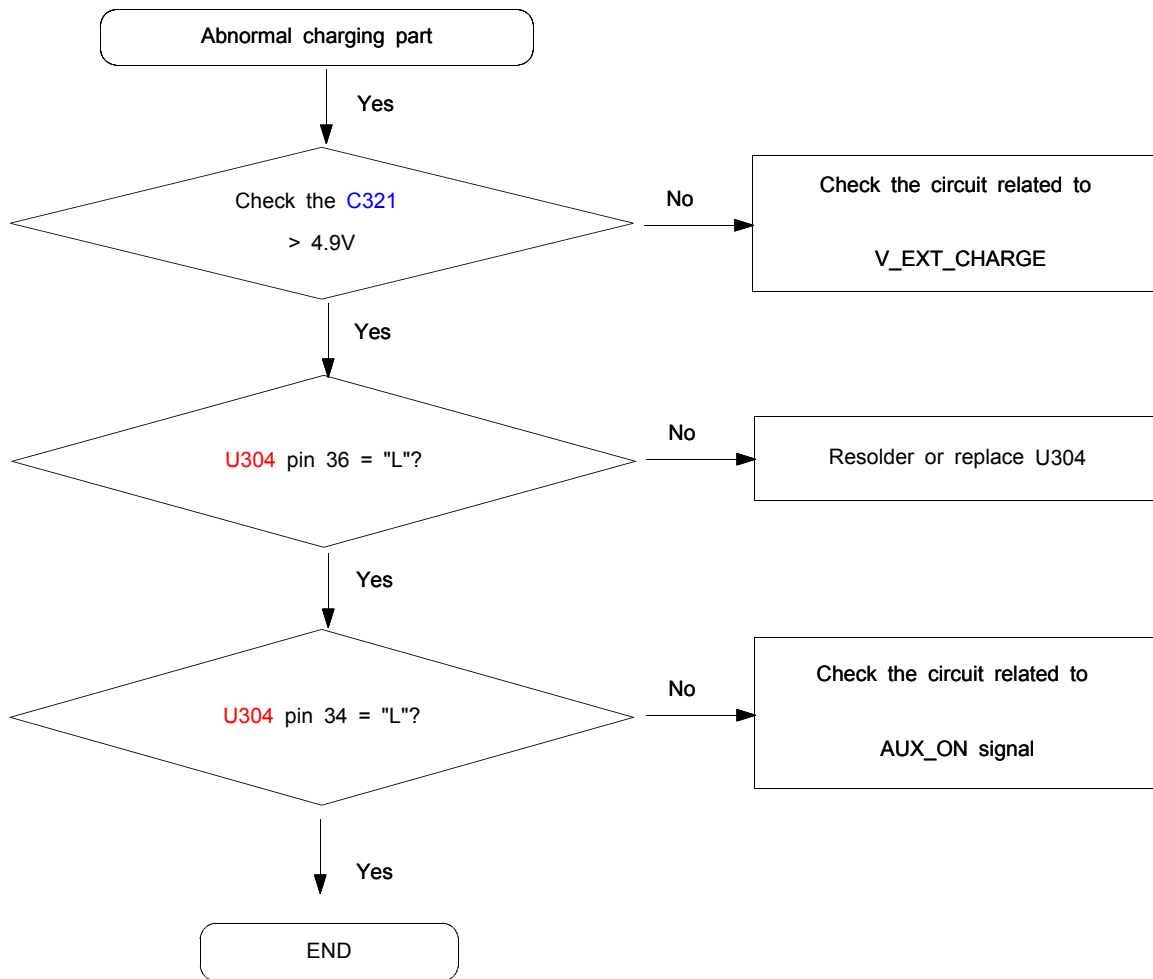 Abnormal charging part
Yes
Check the C321
> 4.9V
No
Check the circuit related to
V_EXT_CHARGE
Yes
U304 pin 36 = "L"?
No
Resolder or replace U304
Yes
U304 pin 34 = "L"?
No
Check the circuit related to
AUX_ON signal
Yes
END